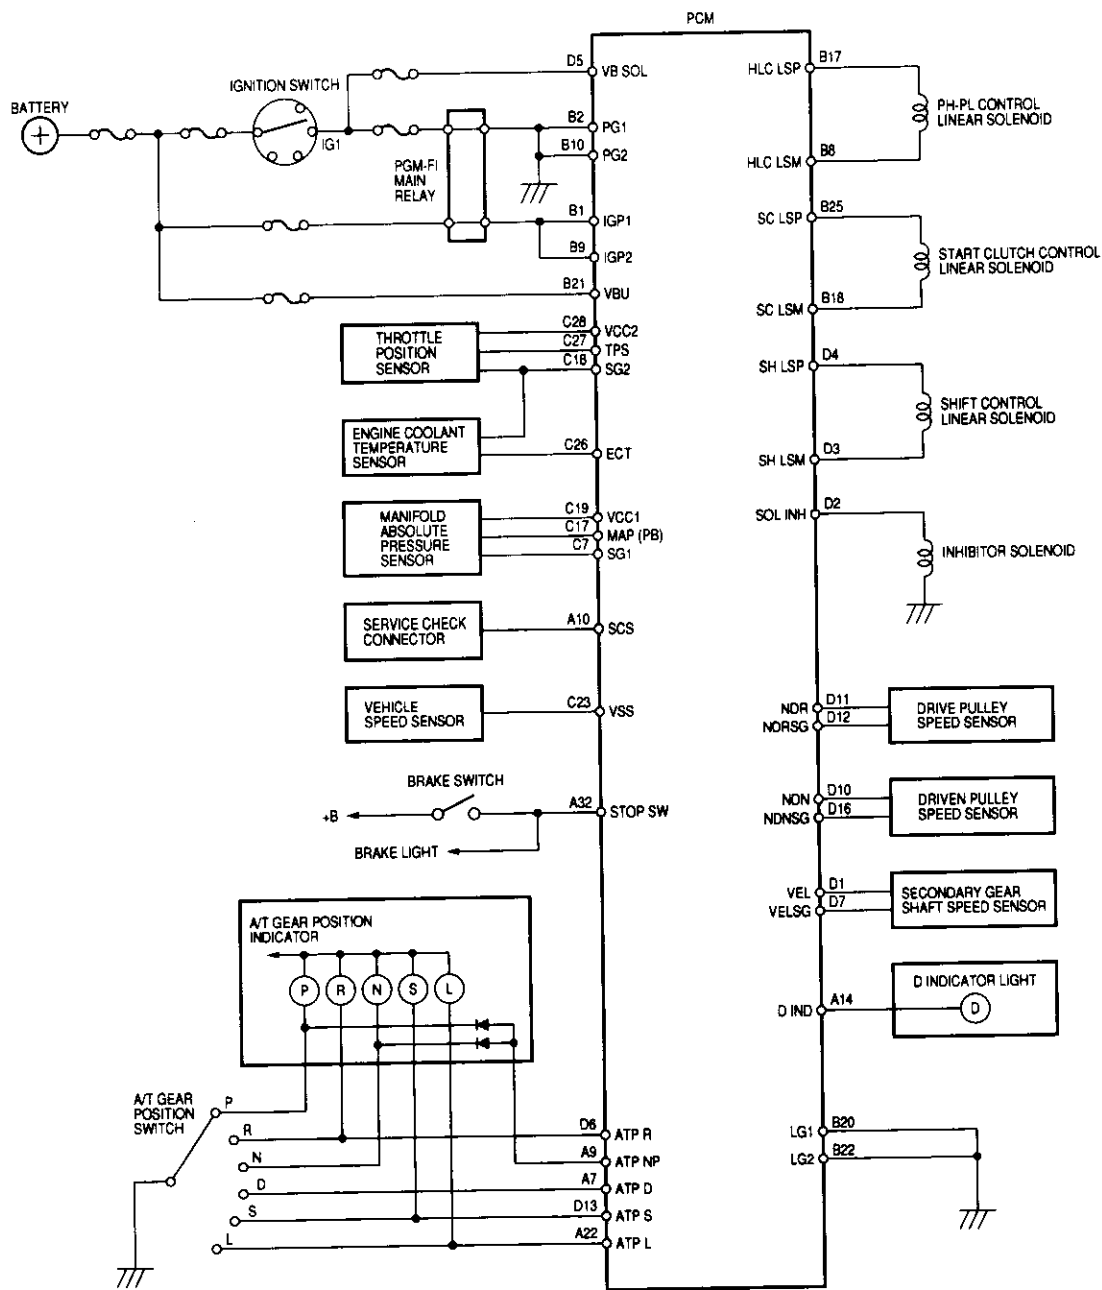 PCM
BATTERY
IGNITION SWITCH
IG1
PGM-FI
MAIN
RELAY
D5
VB SOL
B2
PG1
B10
PG2
B1
IGP1
B9
IGP2
B21
VBU
THROTTLE
POSITION
SENSOR
C28
VCC2
C27
TPS
C18
SG2
ENGINE COOLANT
TEMPERATURE
SENSOR
C26
ECT
MANIFOLD
ABSOLUTE
PRESSURE
SENSOR
C19
VCC1
C17
MAP (PB)
C7
SG1
SERVICE CHECK
CONNECTOR
A10
SCS
VEHICLE
SPEED SENSOR
C23
VSS
BRAKE SWITCH
+B
A32
STOP SW
BRAKE LIGHT
A/T GEAR POSITION
INDICATOR
P R N S L
A/T GEAR
POSITION
SWITCH
P
R
N
D
S
L
D6
ATP R
A9
ATP NP
A7
ATP D
D13
ATP S
A22
ATP L
HLC LSP
B17
PH-PL CONTROL
LINEAR SOLENOID
HLC LSM
B8
SC LSP
B25
START CLUTCH CONTROL
LINEAR SOLENOID
SC LSM
B18
SH LSP
D4
SHIFT CONTROL
LINEAR SOLENOID
SH LSM
D3
SOL INH
D2
INHIBITOR SOLENOID
NDR
D11
NDRSG
D12
DRIVE PULLEY
SPEED SENSOR
NDN
D10
NDNSG
D16
DRIVEN PULLEY
SPEED SENSOR
VEL
D1
VELSG
D7
SECONDARY GEAR
SHAFT SPEED SENSOR
D INDICATOR LIGHT
D
D IND
A14
LG1
B20
LG2
B22